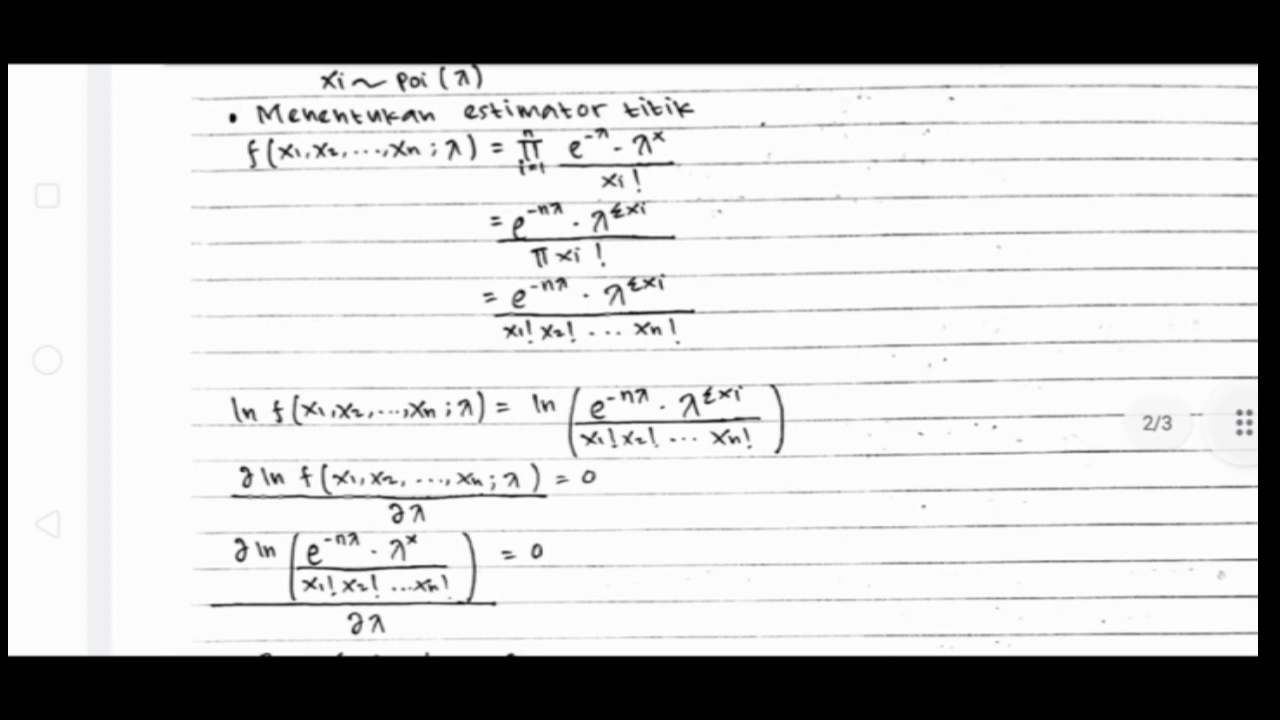 xi ~ Poi (λ)
• Menentukan estimator titik
f(x₁,x₂,...,xn ; λ) = n∏i=1 e^-λ · λ^x / xi !
= e^-nλ · λ^Σxi / π xi !
= e^-nλ · λ^Σxi / x₁! x₂! ... xn !
ln f(x₁,x₂,...,xn ; λ) = ln (e^-nλ · λ^Σxi / x₁! x₂! ... xn!)
∂ ln f(x₁,x₂, ..., xn ; λ) / ∂λ = 0
∂ ln (e^-nλ · λ^x / x₁! x₂! ...xn!) / ∂λ = 0
2/3